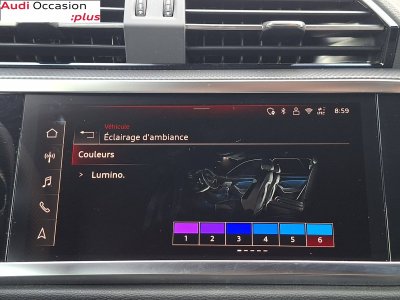 Audi Occasion
:plus
8:59
Véhicule
Éclairage d'ambiance
Couleurs
> Lumino.
1 2 3 4 5 6